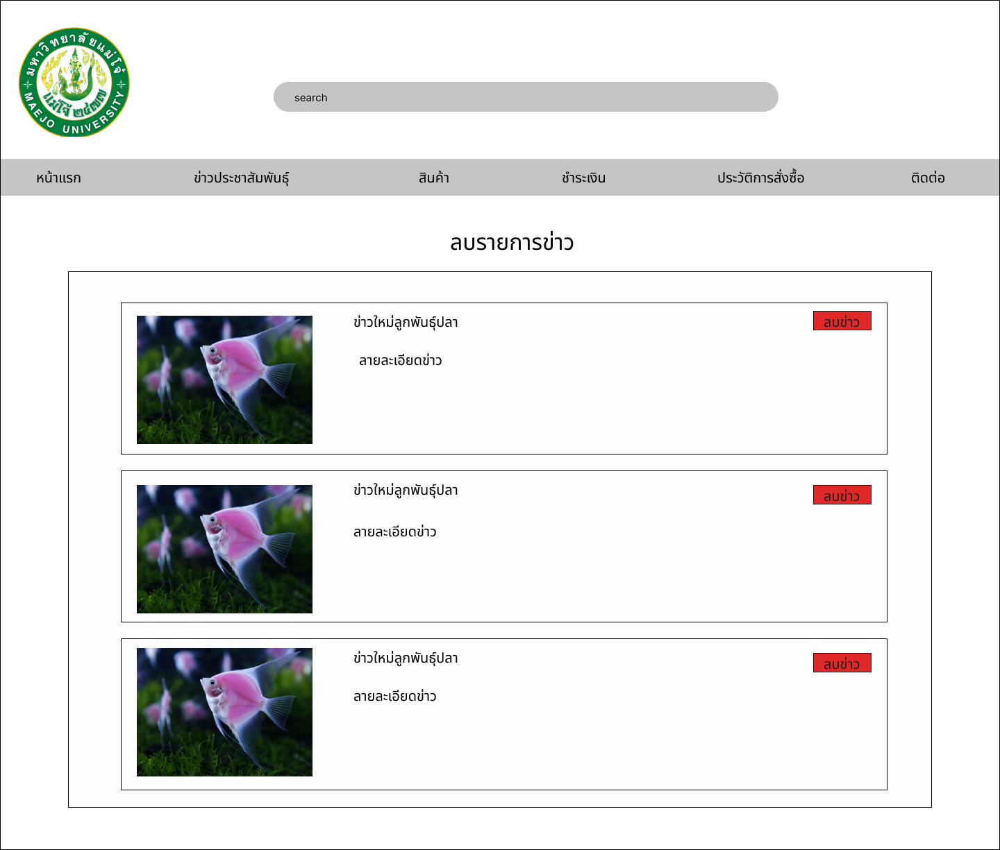 มหาวิทยาลัยแม่โจ้
แม่โจ้ ๒๔๗๗
MAEJO UNIVERSITY
search
หน้าแรก ข่าวประชาสัมพันธุ์ สินค้า ชำระเงิน ประวัติการสั่งซื้อ ติดต่อ
ลบรายการข่าว
ข่าวใหม่ลูกพันธุ์ปลา ลบข่าว
ลายละเอียดข่าว
ข่าวใหม่ลูกพันธุ์ปลา ลบข่าว
ลายละเอียดข่าว
ข่าวใหม่ลูกพันธุ์ปลา ลบข่าว
ลายละเอียดข่าว